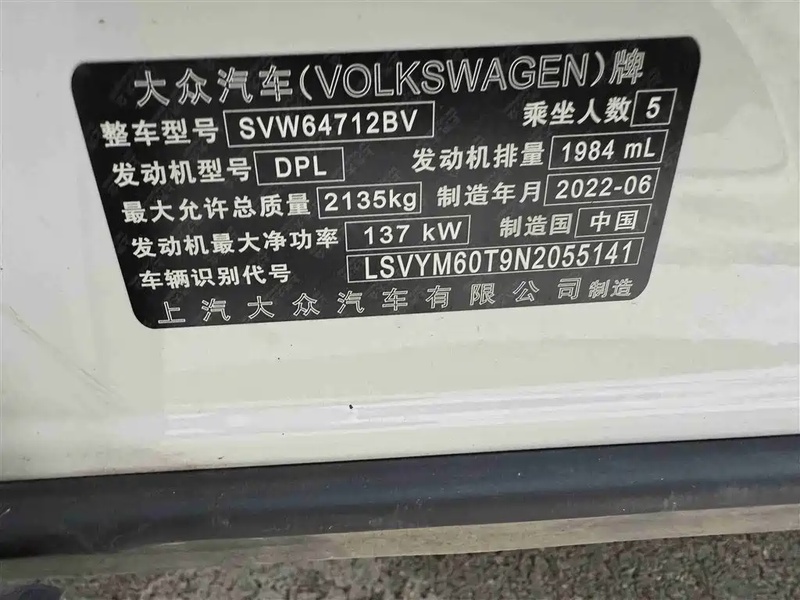 大众汽车(VOLKSWAGEN)牌
整车型号 SVW64712BV 乘坐人数 5
发动机型号 DPL 发动机排量 1984 mL
最大允许总质量 2135kg 制造年月 2022-06
发动机最大净功率 137 kW 制造国 中国
车辆识别代号 LSVYM60T9N2055141
上汽大众汽车有限公司制造